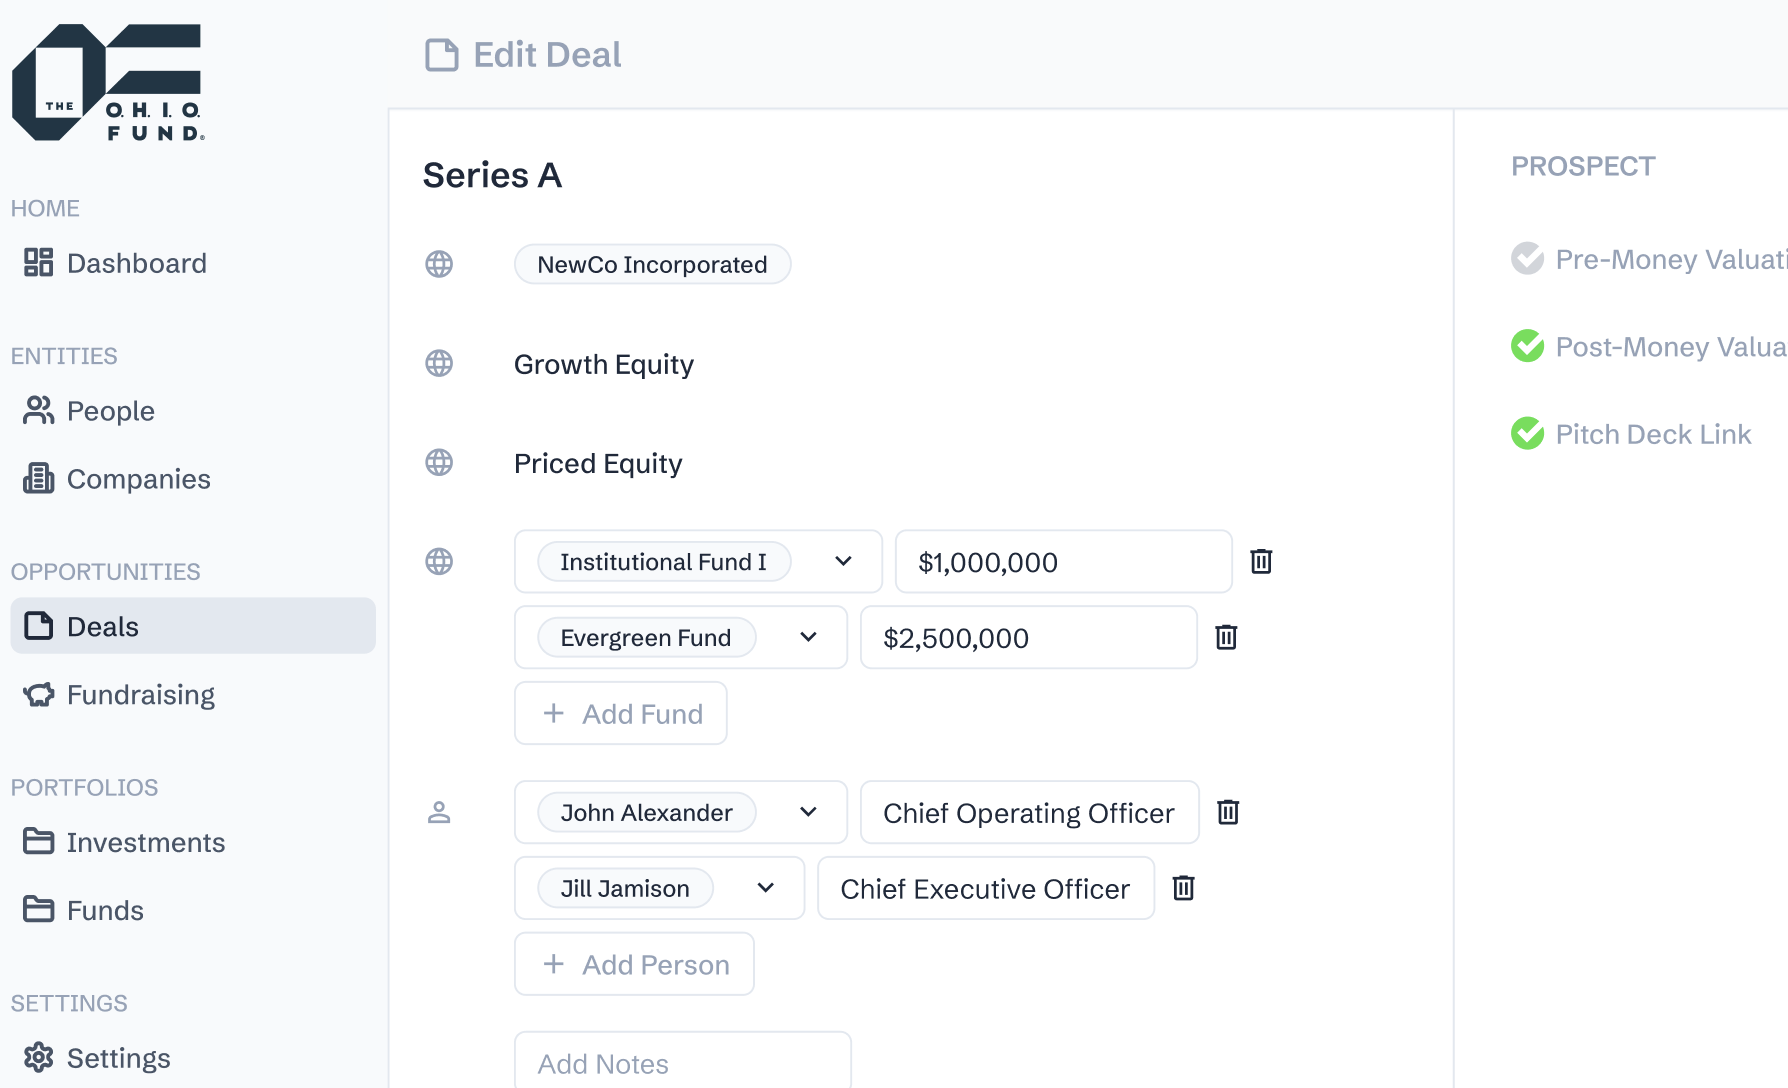 THE
O.H.I.O.
FUND®
HOME
Dashboard
ENTITIES
People
Companies
OPPORTUNITIES
Deals
Fundraising
PORTFOLIOS
Investments
Funds
SETTINGS
Settings
Edit Deal
Series A
NewCo Incorporated
Growth Equity
Priced Equity
Institutional Fund I $1,000,000
Evergreen Fund $2,500,000
+ Add Fund
John Alexander Chief Operating Officer
Jill Jamison Chief Executive Officer
+ Add Person
Add Notes
PROSPECT
Pre-Money Valuati
Post-Money Valua
Pitch Deck Link